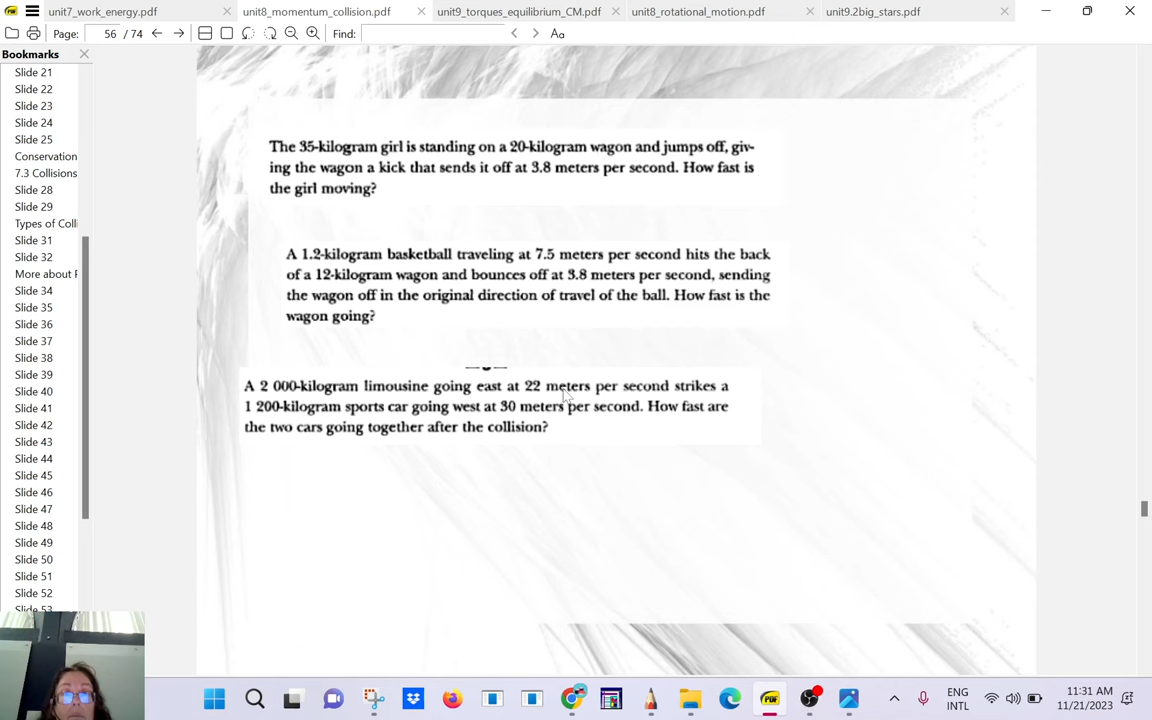 unit7_work_energy.pdf
unit8_momentum_collision.pdf
unit9_torques_equilibrium_CM.pdf
unit8_rotational_motion.pdf
unit9.2big_stars.pdf
Page: 56 / 74
Find:
Aa
Bookmarks
Slide 21
Slide 22
Slide 23
Slide 24
Slide 25
Conservation
7.3 Collisions
Slide 28
Slide 29
Types of Colli
Slide 31
Slide 32
More about
Slide 34
Slide 35
Slide 36
Slide 37
Slide 38
Slide 39
Slide 40
Slide 41
Slide 42
Slide 43
Slide 44
Slide 45
Slide 46
Slide 47
Slide 48
Slide 49
Slide 50
Slide 51
Slide 52
Slide 53
The 35-kilogram girl is standing on a 20-kilogram wagon and jumps off, giv-
ing the wagon a kick that sends it off at 3.8 meters per second. How fast is
the girl moving?
A 1.2-kilogram basketball traveling at 7.5 meters per second hits the back
of a 12-kilogram wagon and bounces off at 3.8 meters per second, sending
the wagon off in the original direction of travel of the ball. How fast is the
wagon going?
A 2 000-kilogram limousine going east at 22 meters per second strikes a
1 200-kilogram sports car going west at 30 meters per second. How fast are
the two cars going together after the collision?
PDF
ENG
INTL
11:31 AM
11/21/2023